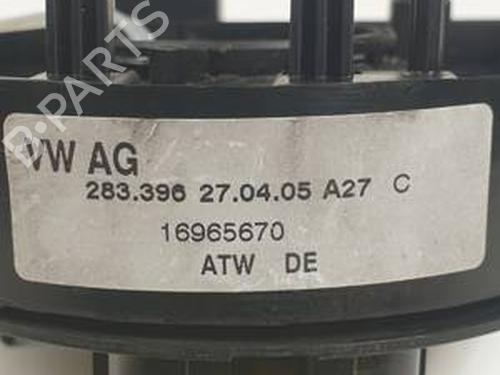 B-PARTS
VW AG
283.396 27.04.05 A27 C
16965670
ATW DE